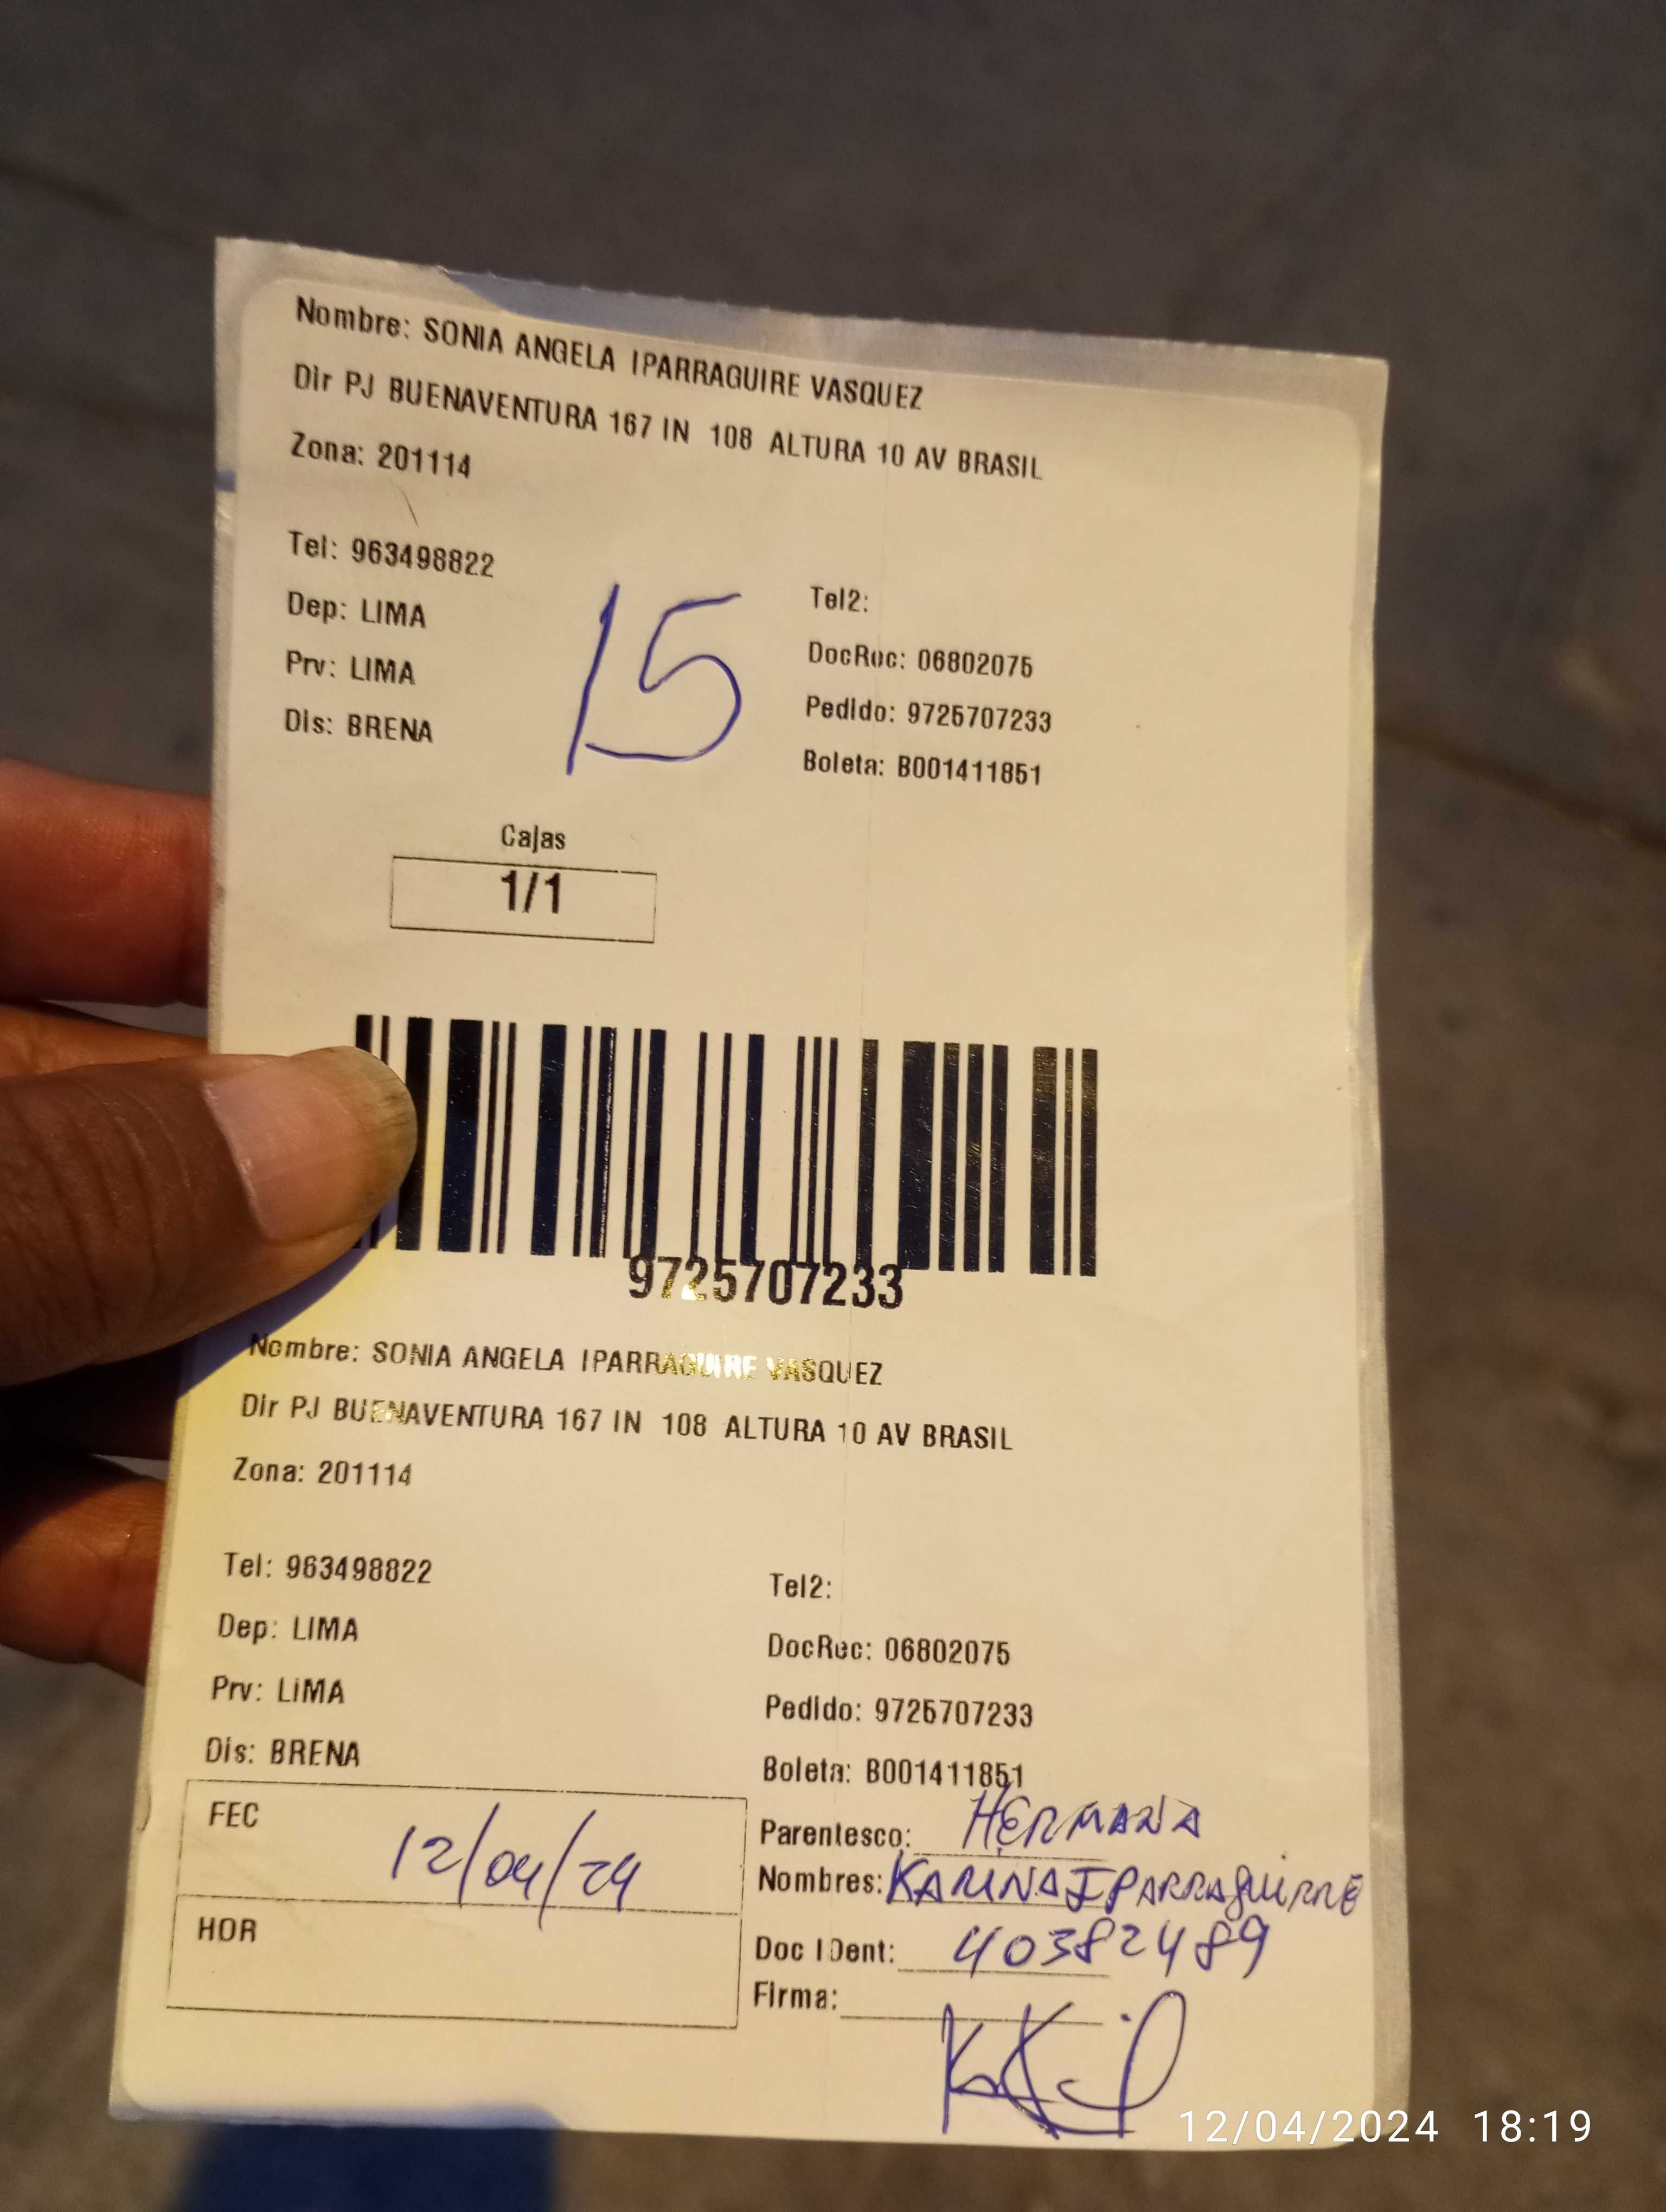 Nombre: SONIA ANGELA IPARRAGUIRE VASQUEZ
Dir PJ BUENAVENTURA 167 IN 108 ALTURA 10 AV BRASIL
Zona: 201114
Tel: 963498822
Tel2:
Dep: LIMA
DocRec: 06802075
Prv: LIMA
Pedido: 9725707233
Dis: BRENA
Boleta: B001411851
15
Cajas
1/1
9725707233
Nombre: SONIA ANGELA IPARRAGUIRE VASQUEZ
Dir PJ BUENAVENTURA 167 IN 108 ALTURA 10 AV BRASIL
Zona: 201114
Tel: 963498822
Tel2:
Dep: LIMA
DocRec: 06802075
Prv: LIMA
Pedido: 9725707233
Dis: BRENA
Boleta: B001411851
FEC 12/04/24
Parentesco: HERMANA
Nombres: KARINA IPARRAGUIRRE
HOR
Doc IDent: 40382489
Firma:
12/04/2024 18:19